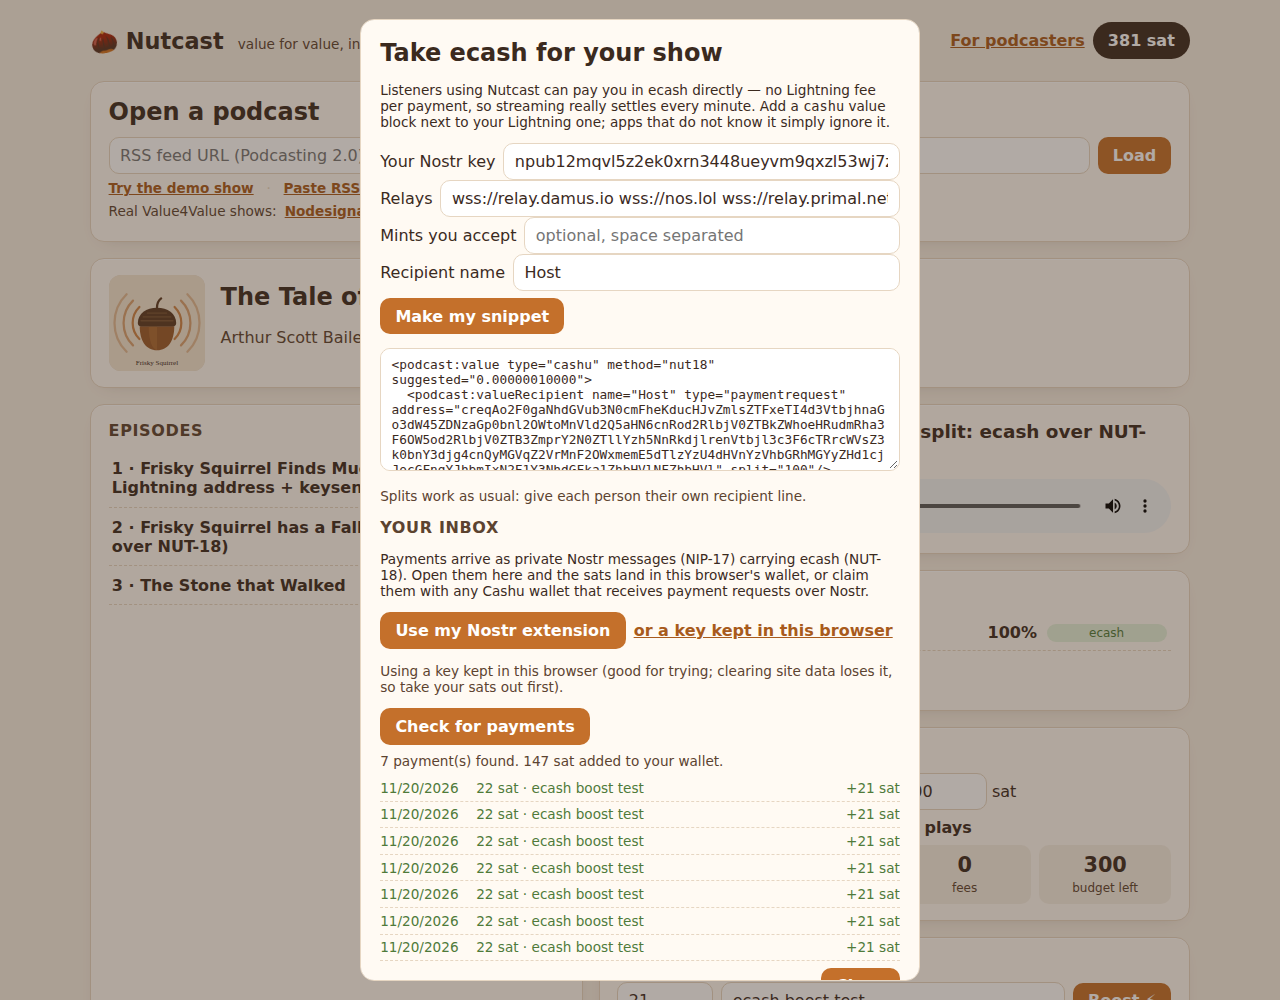 Nutcast value for value, in
For podcasters 381 sat
Open a podcast
RSS feed URL (Podcasting 2.0)
Load
Try the demo show · Paste RSS
Real Value4Value shows:
The Tale
Arthur Scott
Frisky Squirrel
EPISODES
1 · Frisky Squirrel Finds
Lightning address +
2 · Frisky Squirrel has a
over NUT-18)
3 · The Stone that Walked
Take ecash for your show
Listeners using Nutcast can pay you in ecash directly — no Lightning fee
per payment, so streaming really settles every minute. Add a cashu value
block next to your Lightning one; apps that do not know it simply ignore it.
Your Nostr key npub12mqvl5z2ek0xrn3448ueyvm9qxzl53wj7z
Relays wss://relay.damus.io wss://nos.lol wss://relay.primal.net
Mints you accept optional, space separated
Recipient name Host
Make my snippet
<podcast:value type="cashu" method="nut18"
suggested="0.00000010000">
<podcast:valueRecipient name="Host" type="paymentrequest"
Splits work as usual: give each person their own recipient line.
YOUR INBOX
Payments arrive as private Nostr messages (NIP-17) carrying ecash (NUT-
18). Open them here and the sats land in this browser's wallet, or claim
them with any Cashu wallet that receives payment requests over Nostr.
Use my Nostr extension or a key kept in this browser
Using a key kept in this browser (good for trying; clearing site data loses it,
so take your sats out first).
Check for payments
7 payment(s) found. 147 sat added to your wallet.
11/20/2026 22 sat · ecash boost test +21 sat
11/20/2026 22 sat · ecash boost test +21 sat
11/20/2026 22 sat · ecash boost test +21 sat
11/20/2026 22 sat · ecash boost test +21 sat
11/20/2026 22 sat · ecash boost test +21 sat
11/20/2026 22 sat · ecash boost test +21 sat
11/20/2026 22 sat · ecash boost test +21 sat
split: ecash over NUT-
100% ecash
sat
plays
0 300
fees budget left
21 ecash boost test Boost